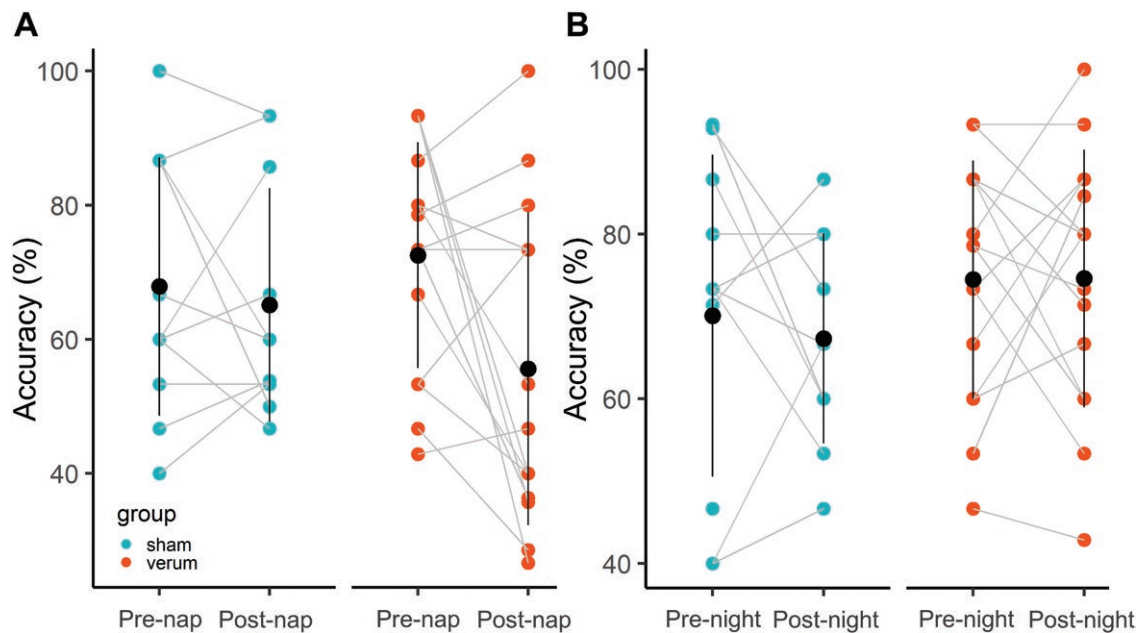 A
Accuracy (%)
100
80
60
40
group
sham
verum
Pre-nap Post-nap Pre-nap Post-nap
B
Accuracy (%)
100
80
60
40
Pre-night Post-night Pre-night Post-night